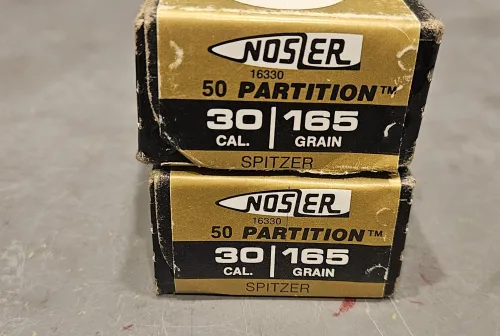 NOSLER
16330
50 PARTITION™
30 | 165
CAL. GRAIN
SPITZER
NOSLER
16330
50 PARTITION™
30 | 165
CAL. GRAIN
SPITZER